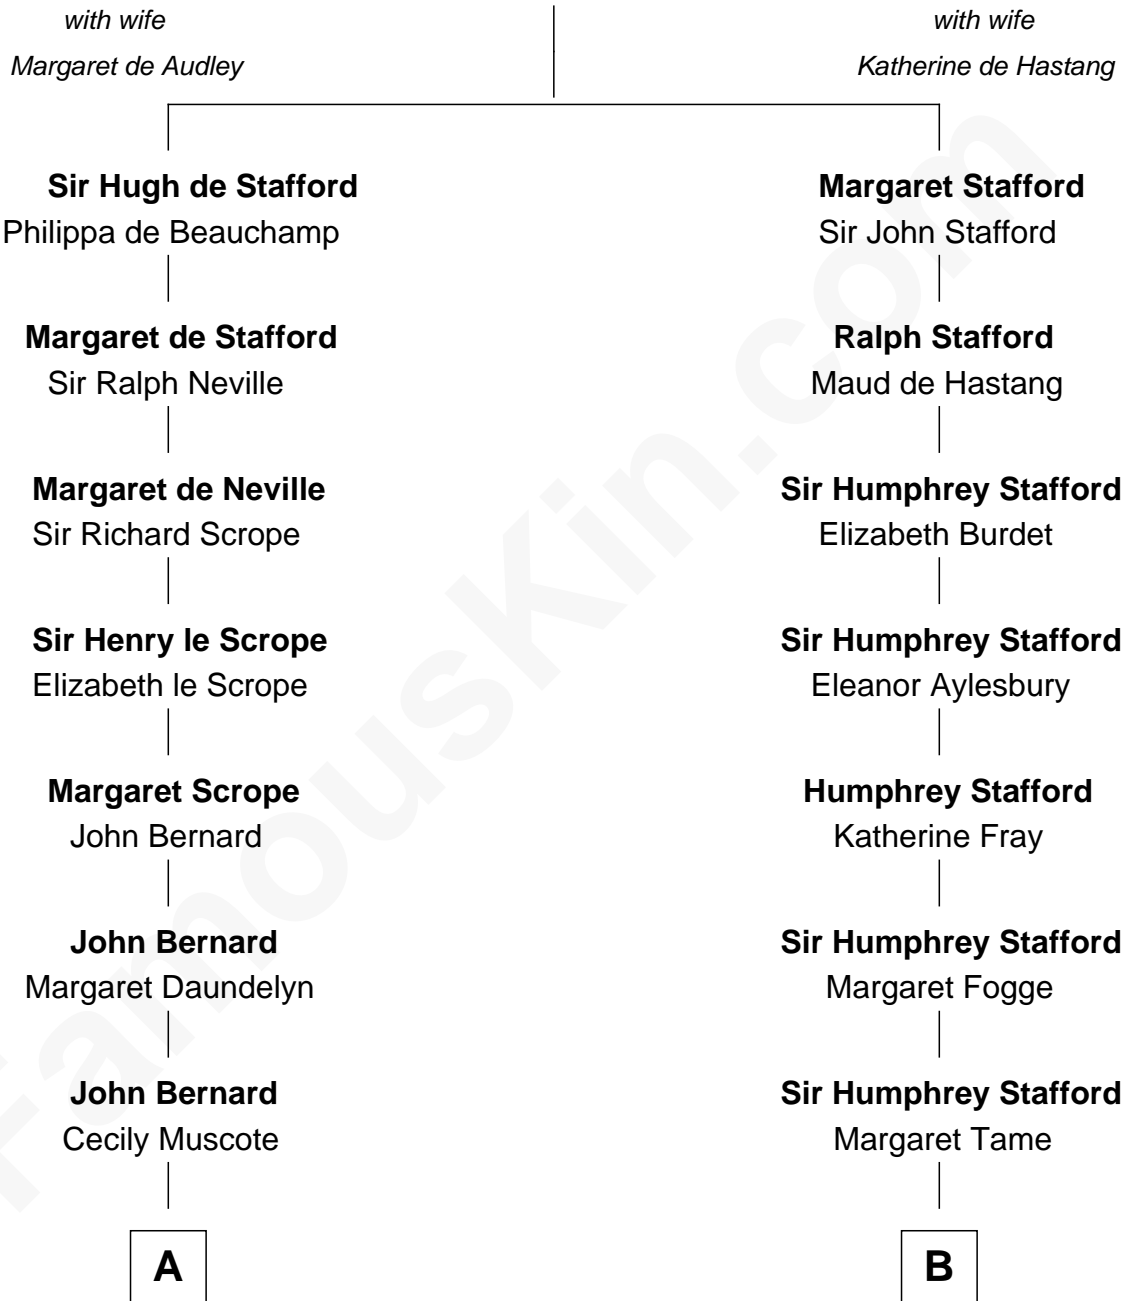 with wife
Margaret de Audley
with wife
Katherine de Hastang
Sir Hugh de Stafford
Philippa de Beauchamp
Margaret Stafford
Sir John Stafford
Margaret de Stafford
Sir Ralph Neville
Ralph Stafford
Maud de Hastang
Margaret de Neville
Sir Richard Scrope
Sir Humphrey Stafford
Elizabeth Burdet
Sir Henry le Scrope
Elizabeth le Scrope
Sir Humphrey Stafford
Eleanor Aylesbury
Margaret Scrope
John Bernard
Humphrey Stafford
Katherine Fray
John Bernard
Margaret Daundelyn
Sir Humphrey Stafford
Margaret Fogge
John Bernard
Cecily Muscote
Sir Humphrey Stafford
Margaret Tame
A
B
FamousKin.com